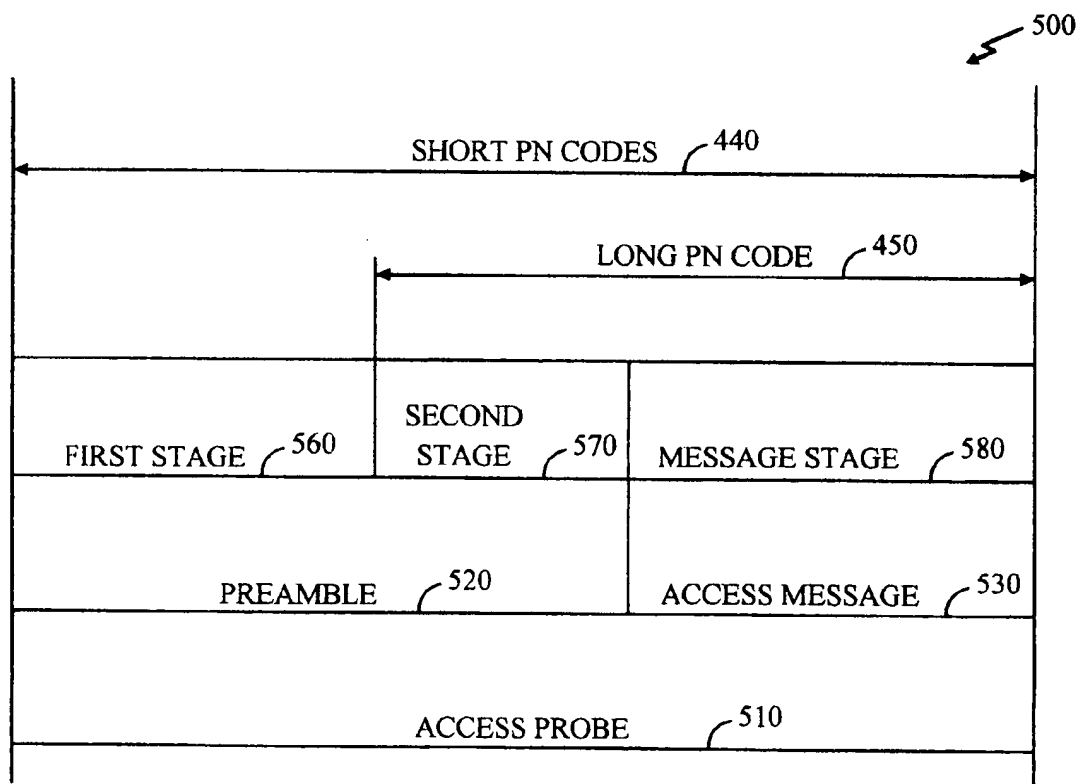 500
SHORT PN CODES 440
LONG PN CODE 450
FIRST STAGE 560
SECOND
STAGE 570
MESSAGE STAGE 580
PREAMBLE 520
ACCESS MESSAGE 530
ACCESS PROBE 510